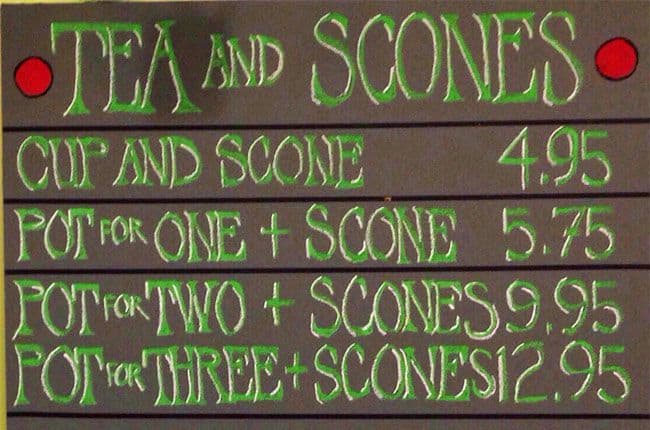 TEA AND SCONES
CUP AND SCONE 4.95
POT FOR ONE + SCONE 5.75
POT FOR TWO + SCONES 9.95
POT FOR THREE + SCONES 12.95